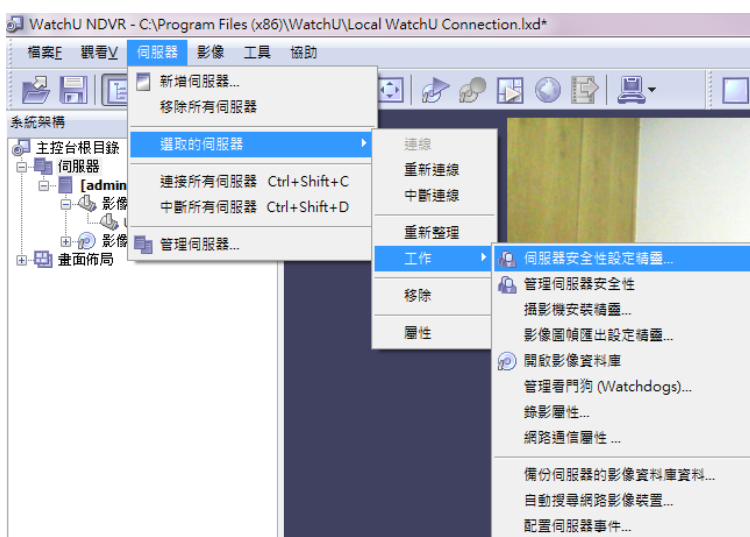 WatchU NDVR - C:\Program Files (x86)\WatchU\Local WatchU Connection.lxd*
檔案F 觀看V 伺服器 影像 工具 協助
系統架構
主控台根目錄
伺服器
[admin
影像
影像
畫面佈局
新增伺服器...
移除所有伺服器
選取的伺服器
連接所有伺服器 Ctrl+Shift+C
中斷所有伺服器 Ctrl+Shift+D
管理伺服器...
連線
重新連線
中斷連線
重新整理
工作
移除
屬性
伺服器安全性設定精靈...
管理伺服器安全性
攝影機安裝精靈...
影像圖幀匯出設定精靈...
開啟影像資料庫
管理看門狗 (Watchdogs)...
錄影屬性...
網路通信屬性 ...
備份伺服器的影像資料庫資料...
自動搜尋網路影像裝置...
配置伺服器事件...